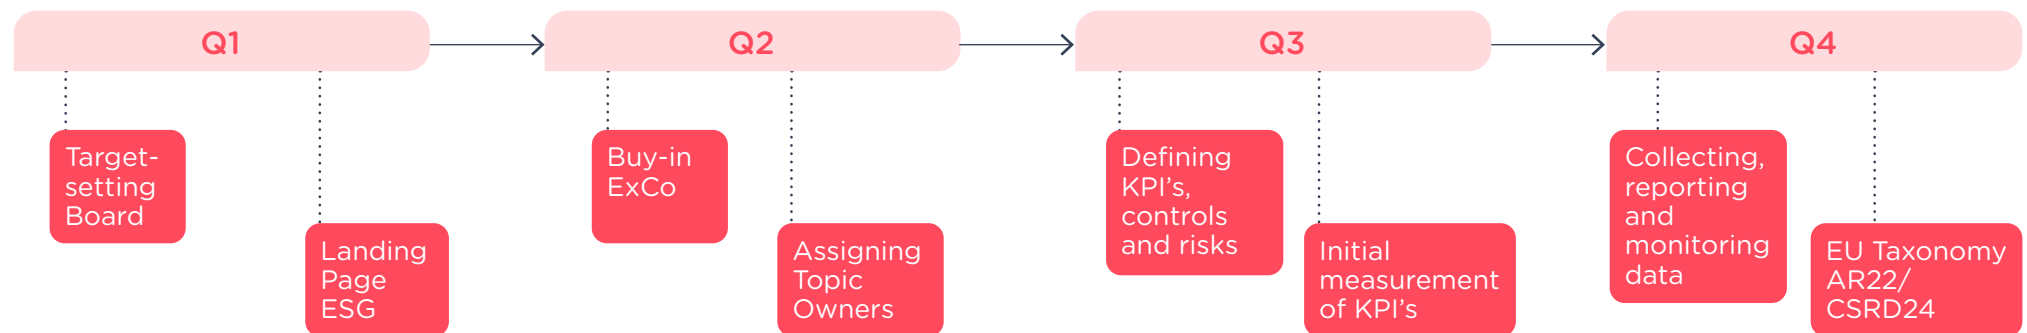 Q1
Q2
Q3
Q4
Target-
setting
Board
Landing
Page
ESG
Buy-in
ExCo
Assigning
Topic
Owners
Defining
KPI’s,
controls
and risks
Initial
measurement
of KPI’s
Collecting,
reporting
and
monitoring
data
EU Taxonomy
AR22/
CSRD24